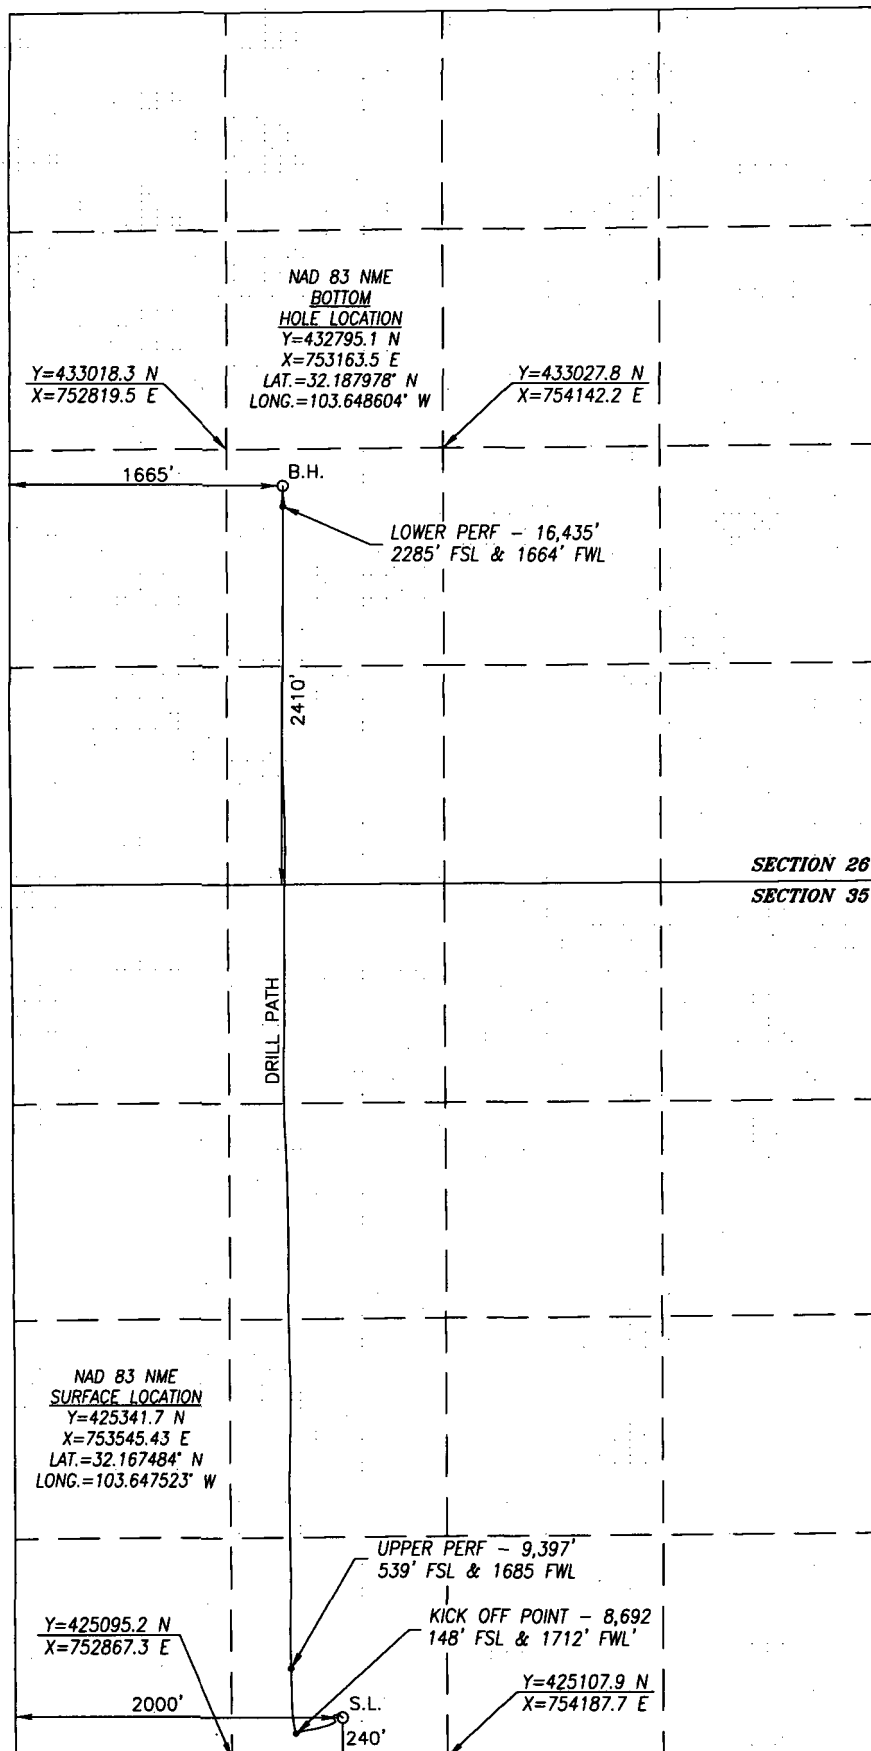 NAD 83 NME
BOTTOM
HOLE LOCATION
Y=432795.1 N
X=753163.5 E
LAT.=32.187978° N
LONG.=103.648604° W
Y=433018.3 N
X=752819.5 E
Y=433027.8 N
X=754142.2 E
1665'
B.H.
LOWER PERF - 16,435'
2285' FSL & 1664' FWL
2410'
SECTION 26
SECTION 35
DRILL PATH
NAD 83 NME
SURFACE LOCATION
Y=425341.7 N
X=753545.43 E
LAT.=32.167484° N
LONG.=103.647523° W
UPPER PERF - 9,397'
539' FSL & 1685 FWL
KICK OFF POINT - 8,692
148' FSL & 1712' FWL'
Y=425095.2 N
X=752867.3 E
Y=425107.9 N
X=754187.7 E
2000'
S.L.
240'